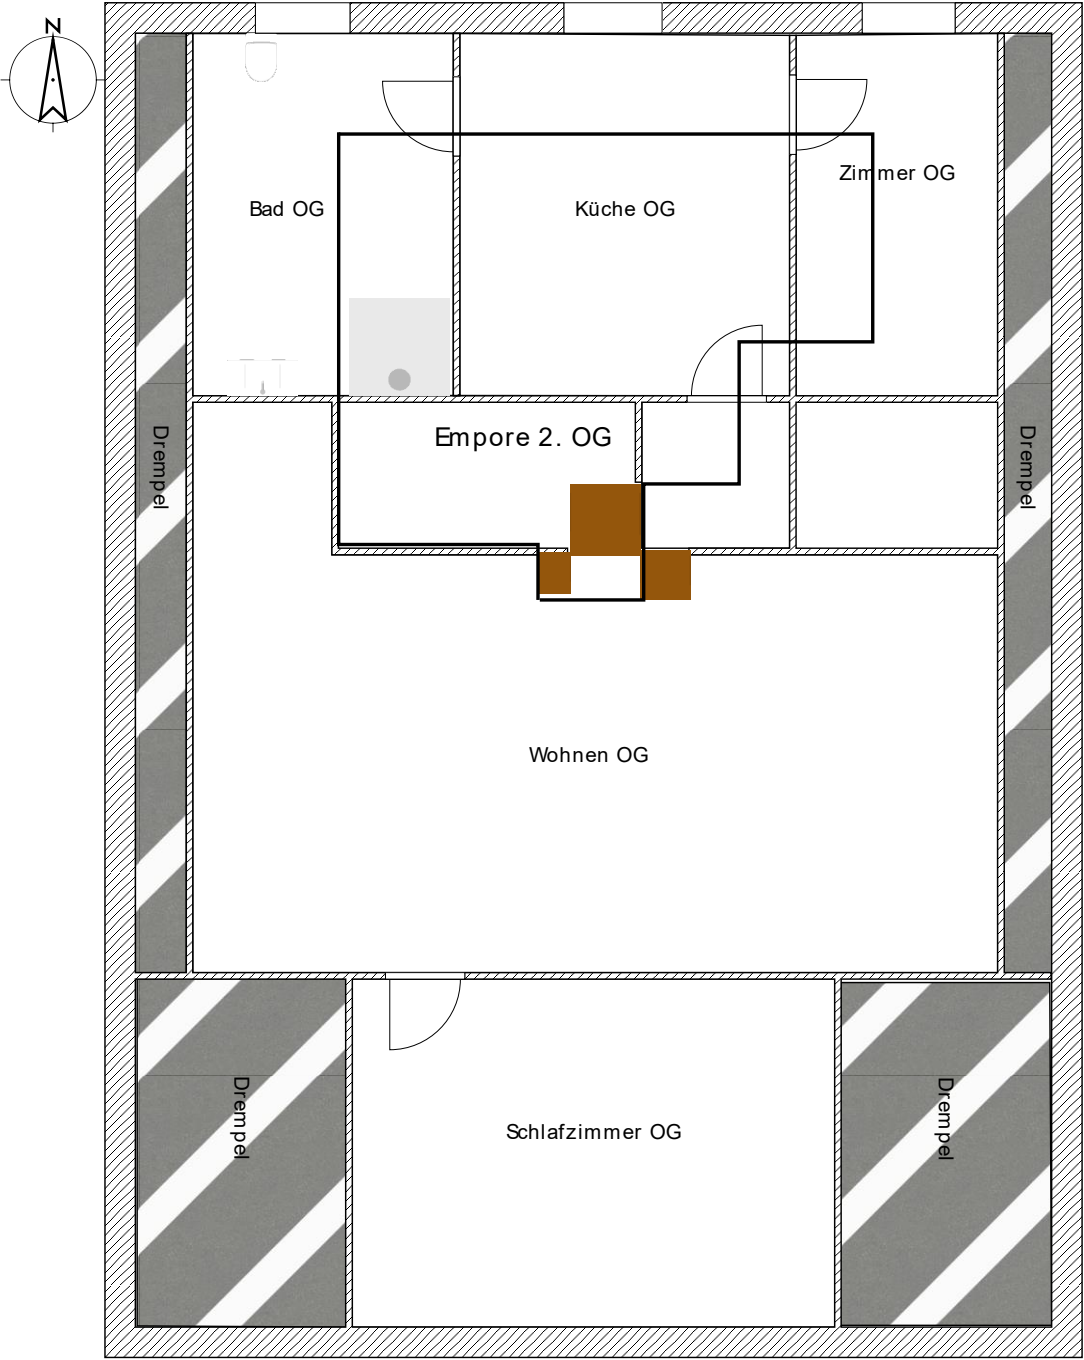 N
Zimmer OG
Bad OG
Küche OG
Empore 2. OG
Drempel
Drempel
Wohnen OG
Drempel
Drempel
Schlafzimmer OG